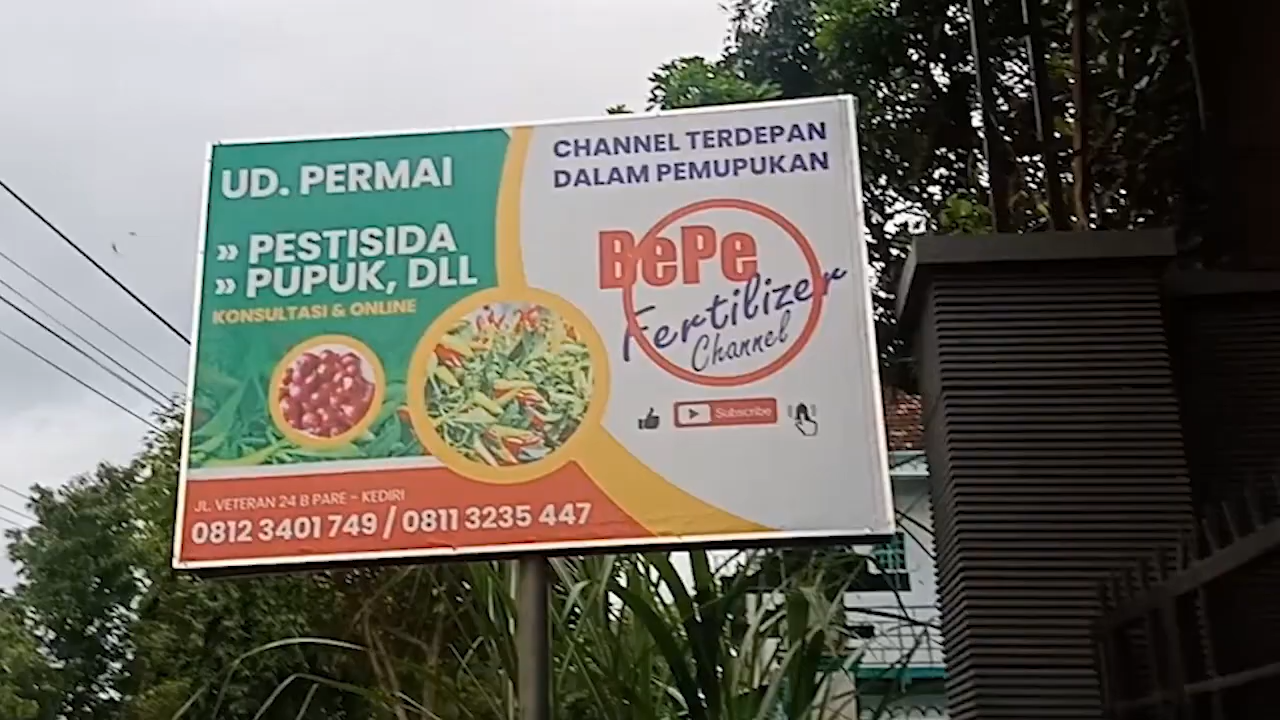 UD. PERMAI
» PESTISIDA
» PUPUK, DLL
KONSULTASI & ONLINE
JL. VETERAN 24 B PARE - KEDIRI
0812 3401 749 / 0811 3235 447
CHANNEL TERDEPAN
DALAM PEMUPUKAN
BePe
Fertilizer
Channel
Subscribe